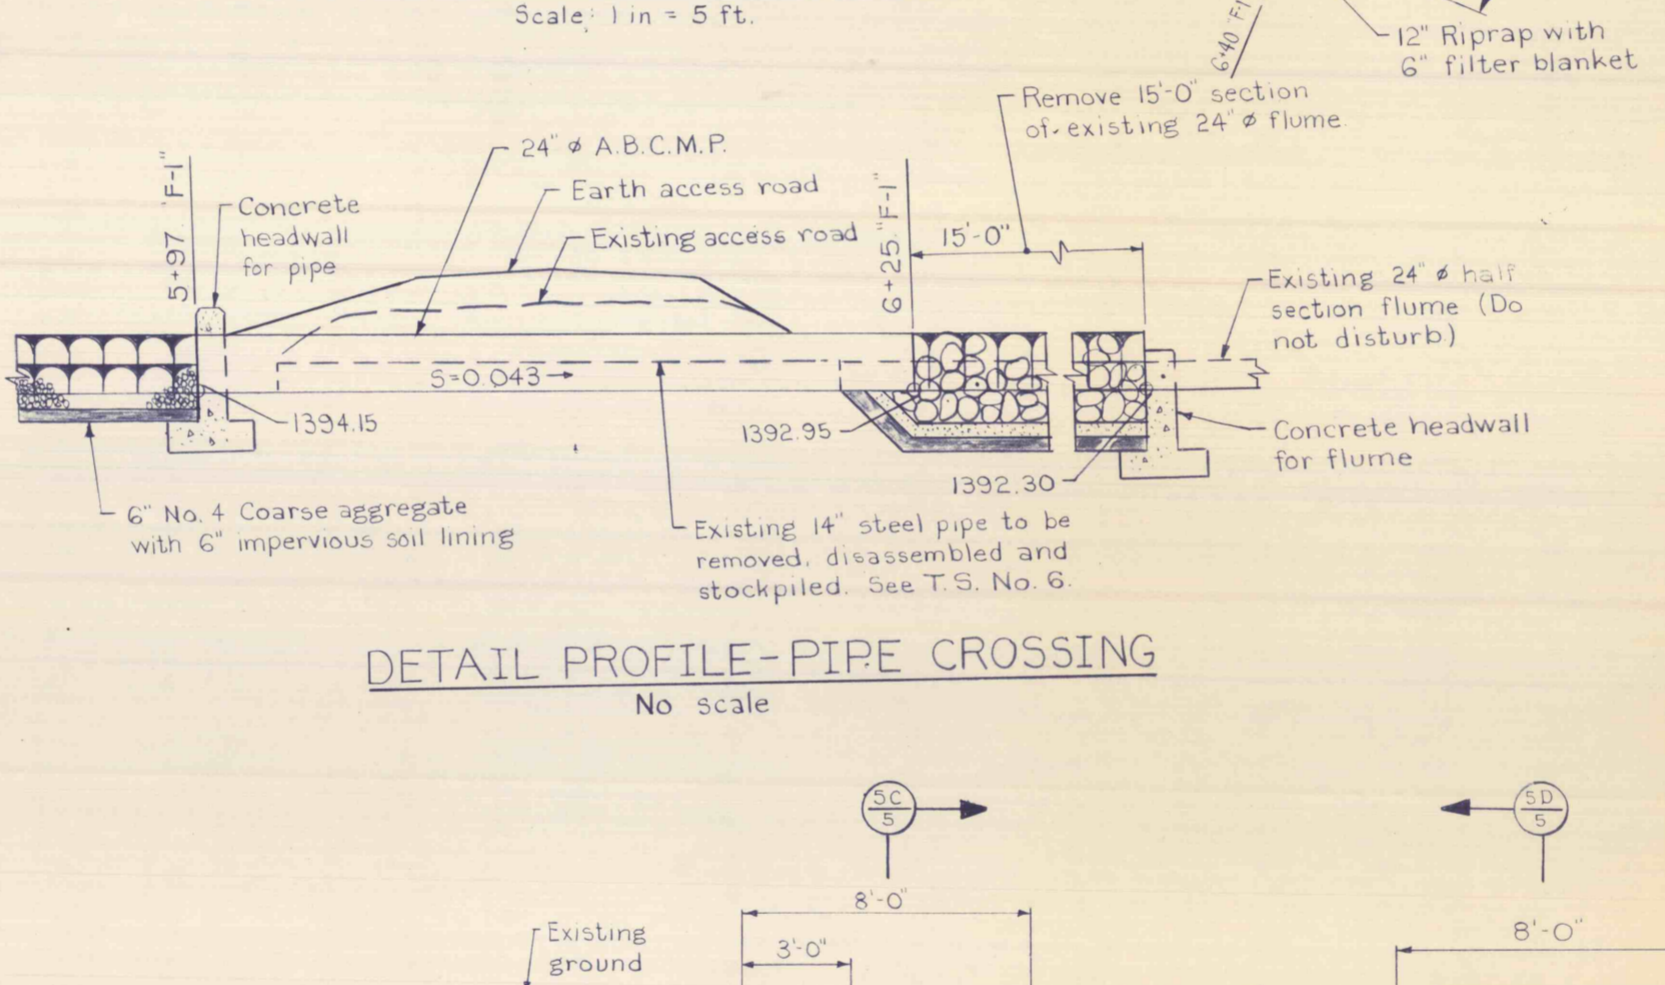 Scale: 1 in = 5 ft.
6+40 "F-1"
12" Riprap with
6" filter blanket
Remove 15'-0" section
of existing 24" ø flume.
24" ø A.B.C.M.P.
Earth access road
Existing access road
5+97 "F-1"
Concrete
headwall
for pipe
6+25 "F-1"
15'-0"
Existing 24" ø half
section flume (Do
not disturb)
S=0.043
1394.15
1392.95
1392.30
Concrete headwall
for flume
6" No. 4 Coarse aggregate
with 6" impervious soil lining
Existing 14" steel pipe to be
removed, disassembled and
stockpiled. See T.S. No. 6.
DETAIL PROFILE-PIPE CROSSING
No scale
5C
5
5D
5
8'-0"
3'-0"
8'-0"
Existing
ground